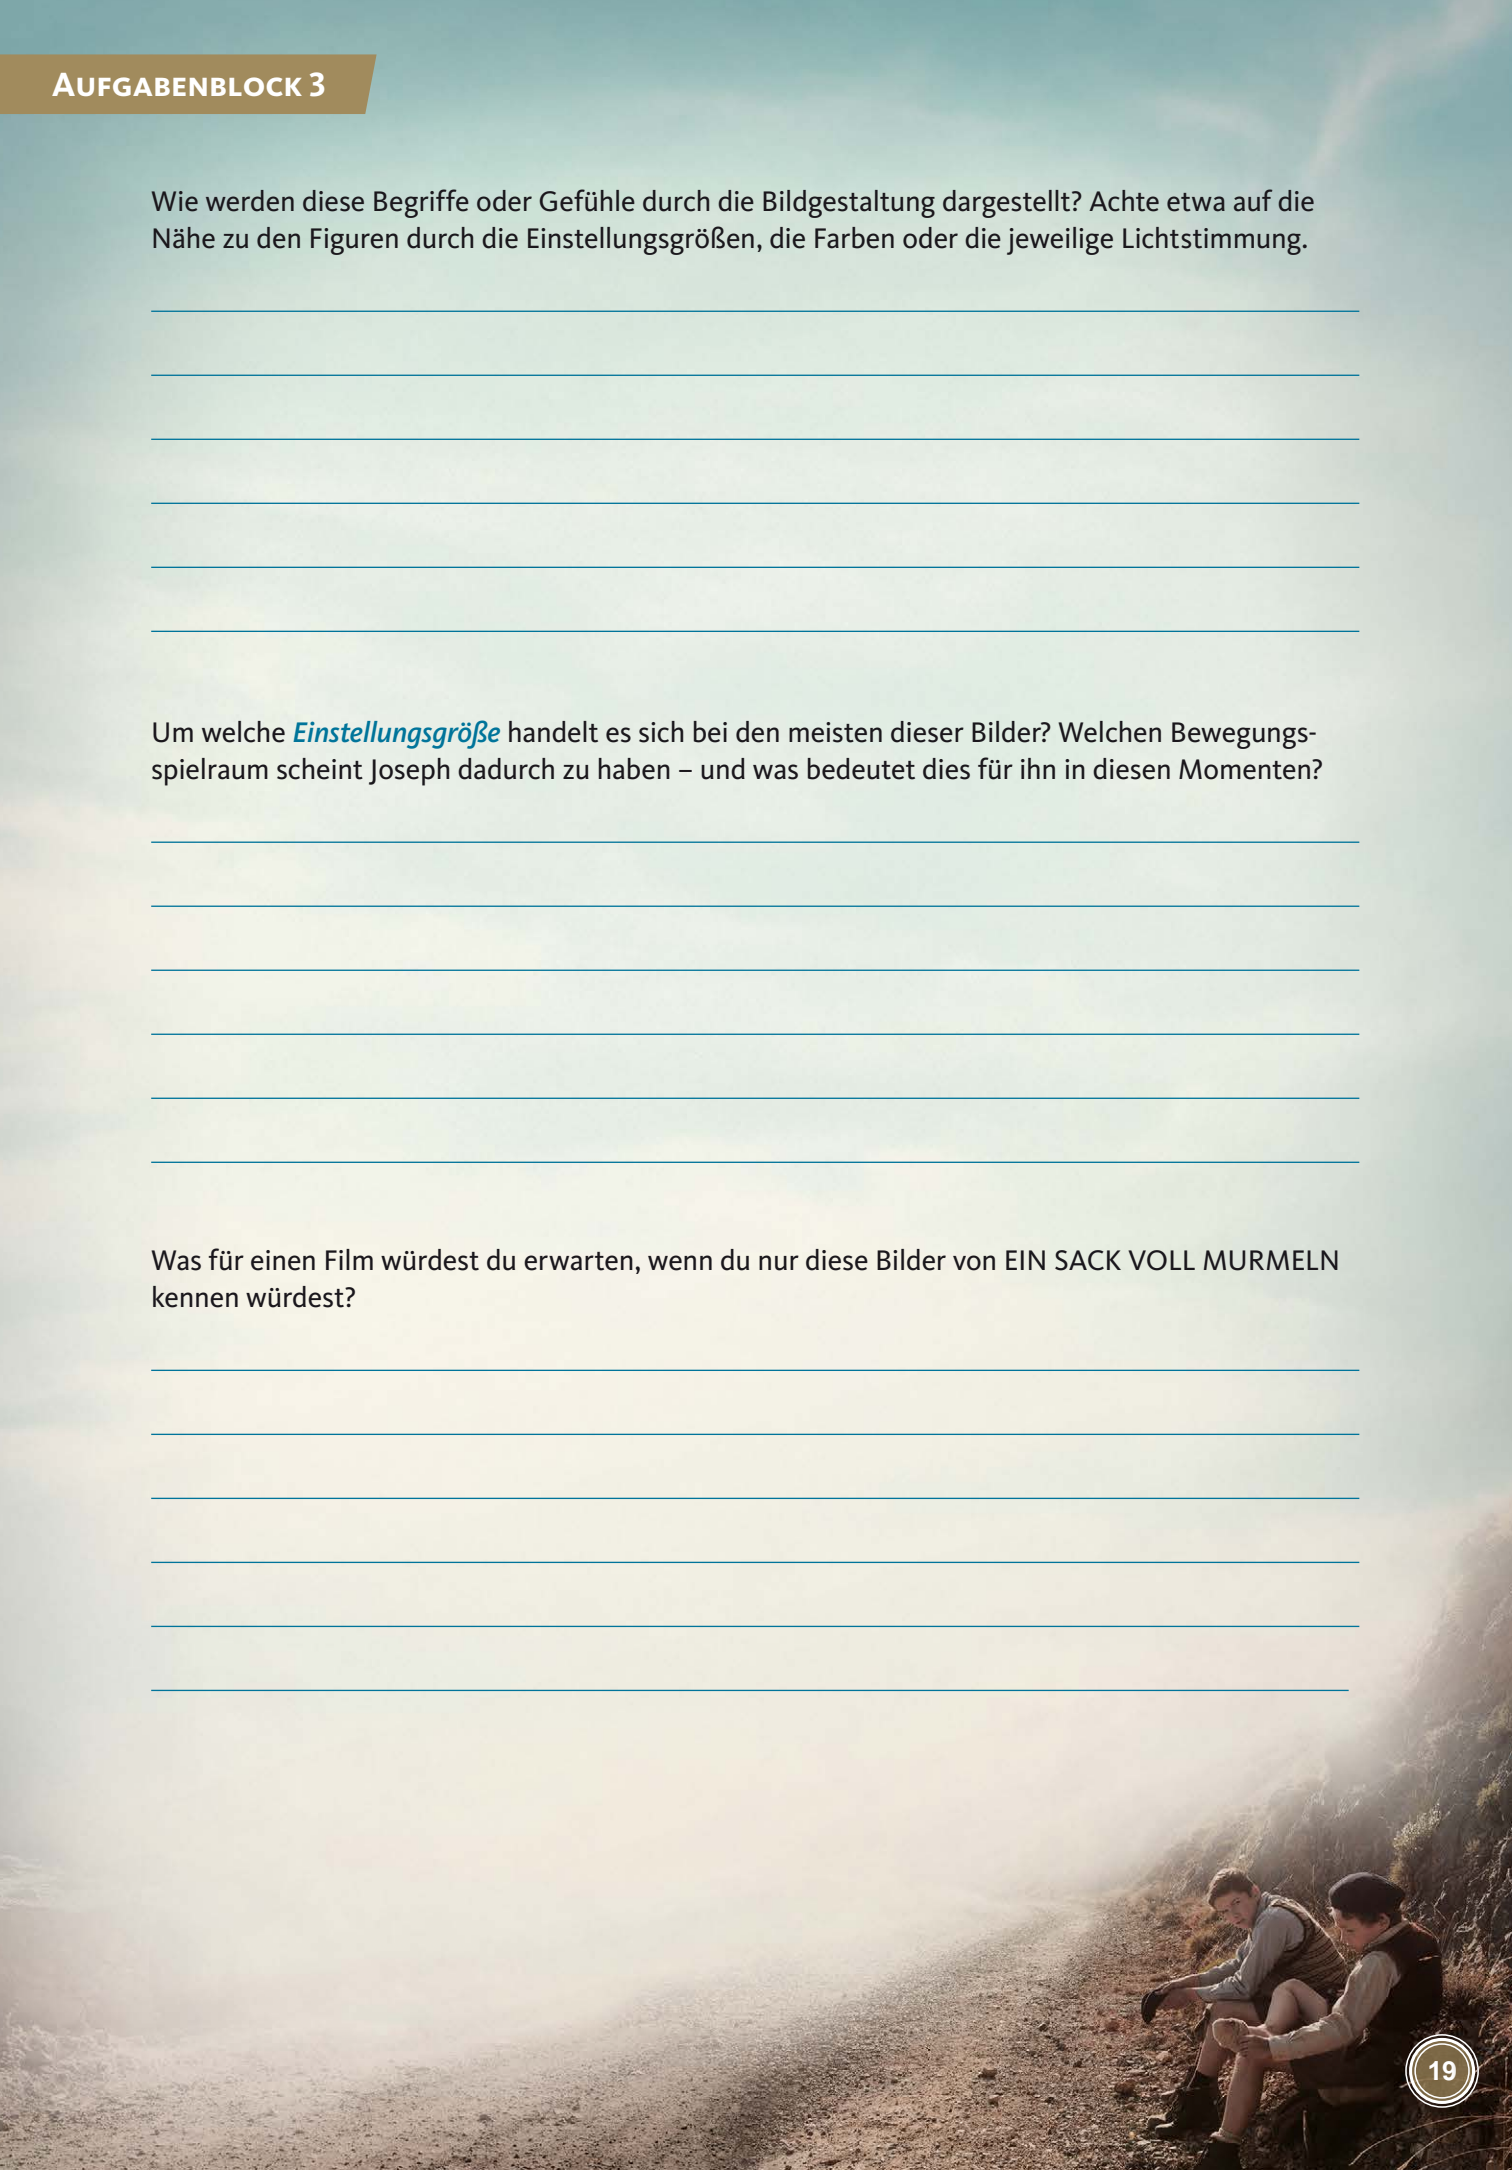 AUFGABENBLOCK 3
Wie werden diese Begriffe oder Gefühle durch die Bildgestaltung dargestellt? Achte etwa auf die
Nähe zu den Figuren durch die Einstellungsgrößen, die Farben oder die jeweilige Lichtstimmung.
Um welche Einstellungsgröße handelt es sich bei den meisten dieser Bilder? Welchen Bewegungs-
spielraum scheint Joseph dadurch zu haben – und was bedeutet dies für ihn in diesen Momenten?
Was für einen Film würdest du erwarten, wenn du nur diese Bilder von EIN SACK VOLL MURMELN
kennen würdest?
19